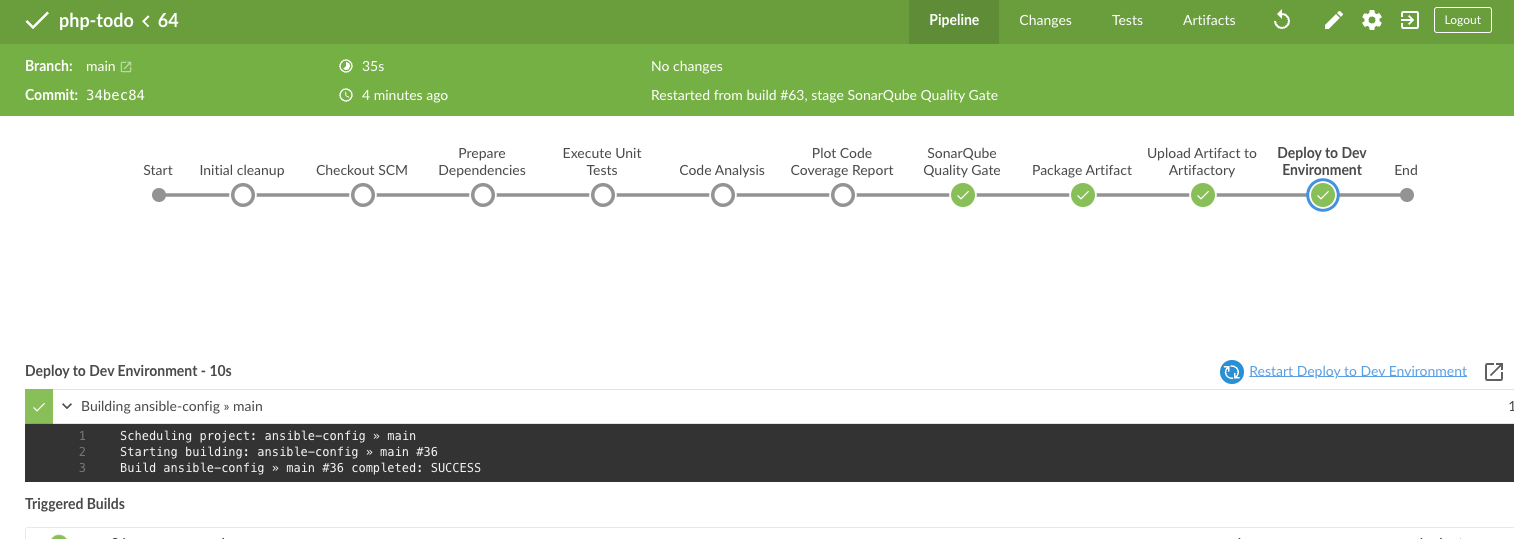 php-todo < 64
Pipeline Changes Tests Artifacts Logout
Branch: main 35s No changes
Commit: 34bec84 4 minutes ago Restarted from build #63, stage SonarQube Quality Gate
Start
Initial cleanup
Checkout SCM
Prepare
Dependencies
Execute Unit
Tests
Code Analysis
Plot Code
Coverage Report
SonarQube
Quality Gate
Package Artifact
Upload Artifact to
Artifactory
Deploy to Dev
Environment
End
Deploy to Dev Environment - 10s Restart Deploy to Dev Environment
Building ansible-config » main
1 Scheduling project: ansible-config » main
2 Starting building: ansible-config » main #36
3 Build ansible-config » main #36 completed: SUCCESS
Triggered Builds